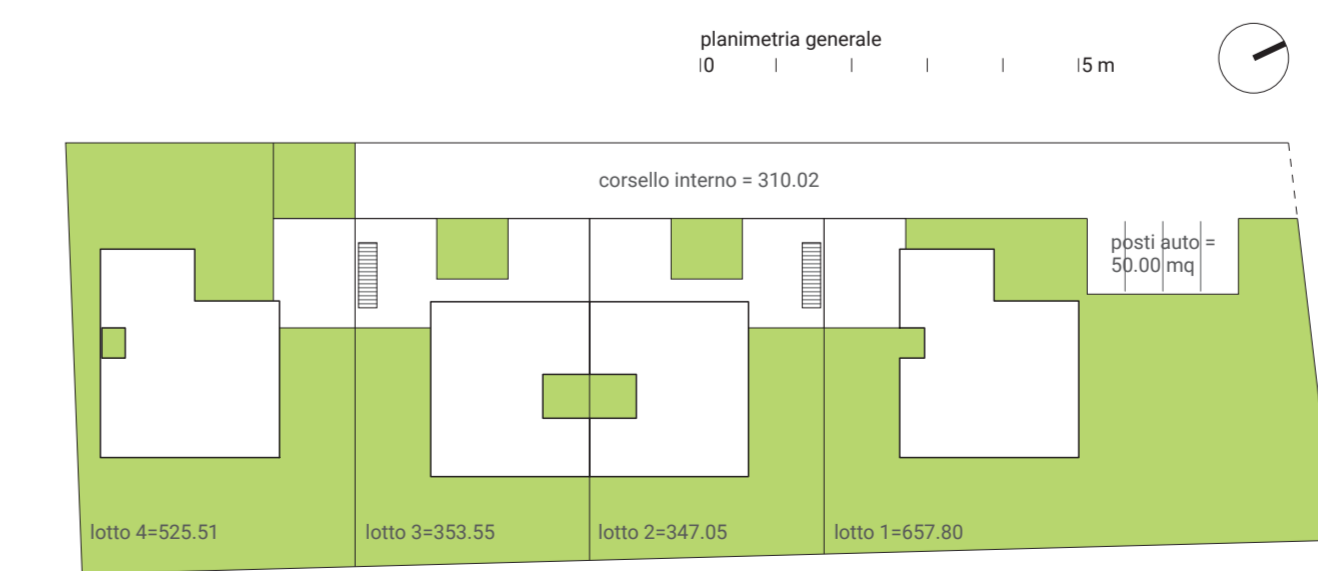 planimetria generale
0 5 m
corsello interno = 310.02
posti auto =
50.00 mq
lotto 4=525.51
lotto 3=353.55
lotto 2=347.05
lotto 1=657.80